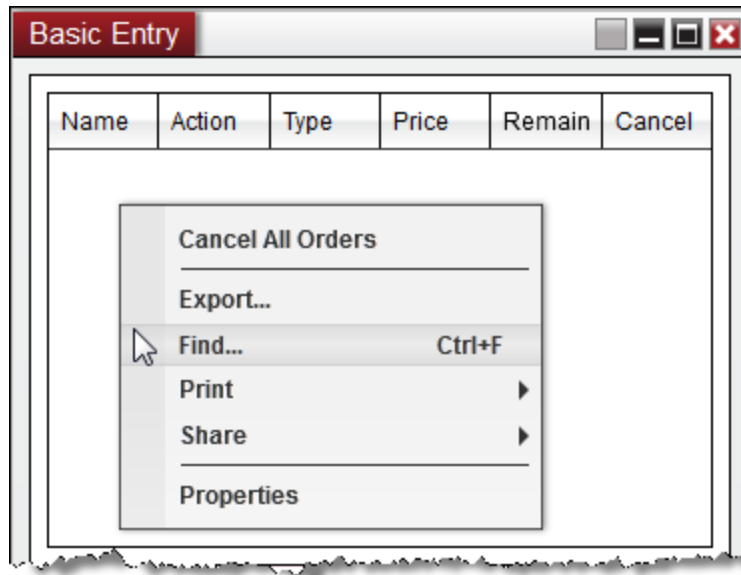 Basic Entry
Name Action Type Price Remain Cancel
Cancel All Orders
Export...
Find... Ctrl+F
Print
Share
Properties